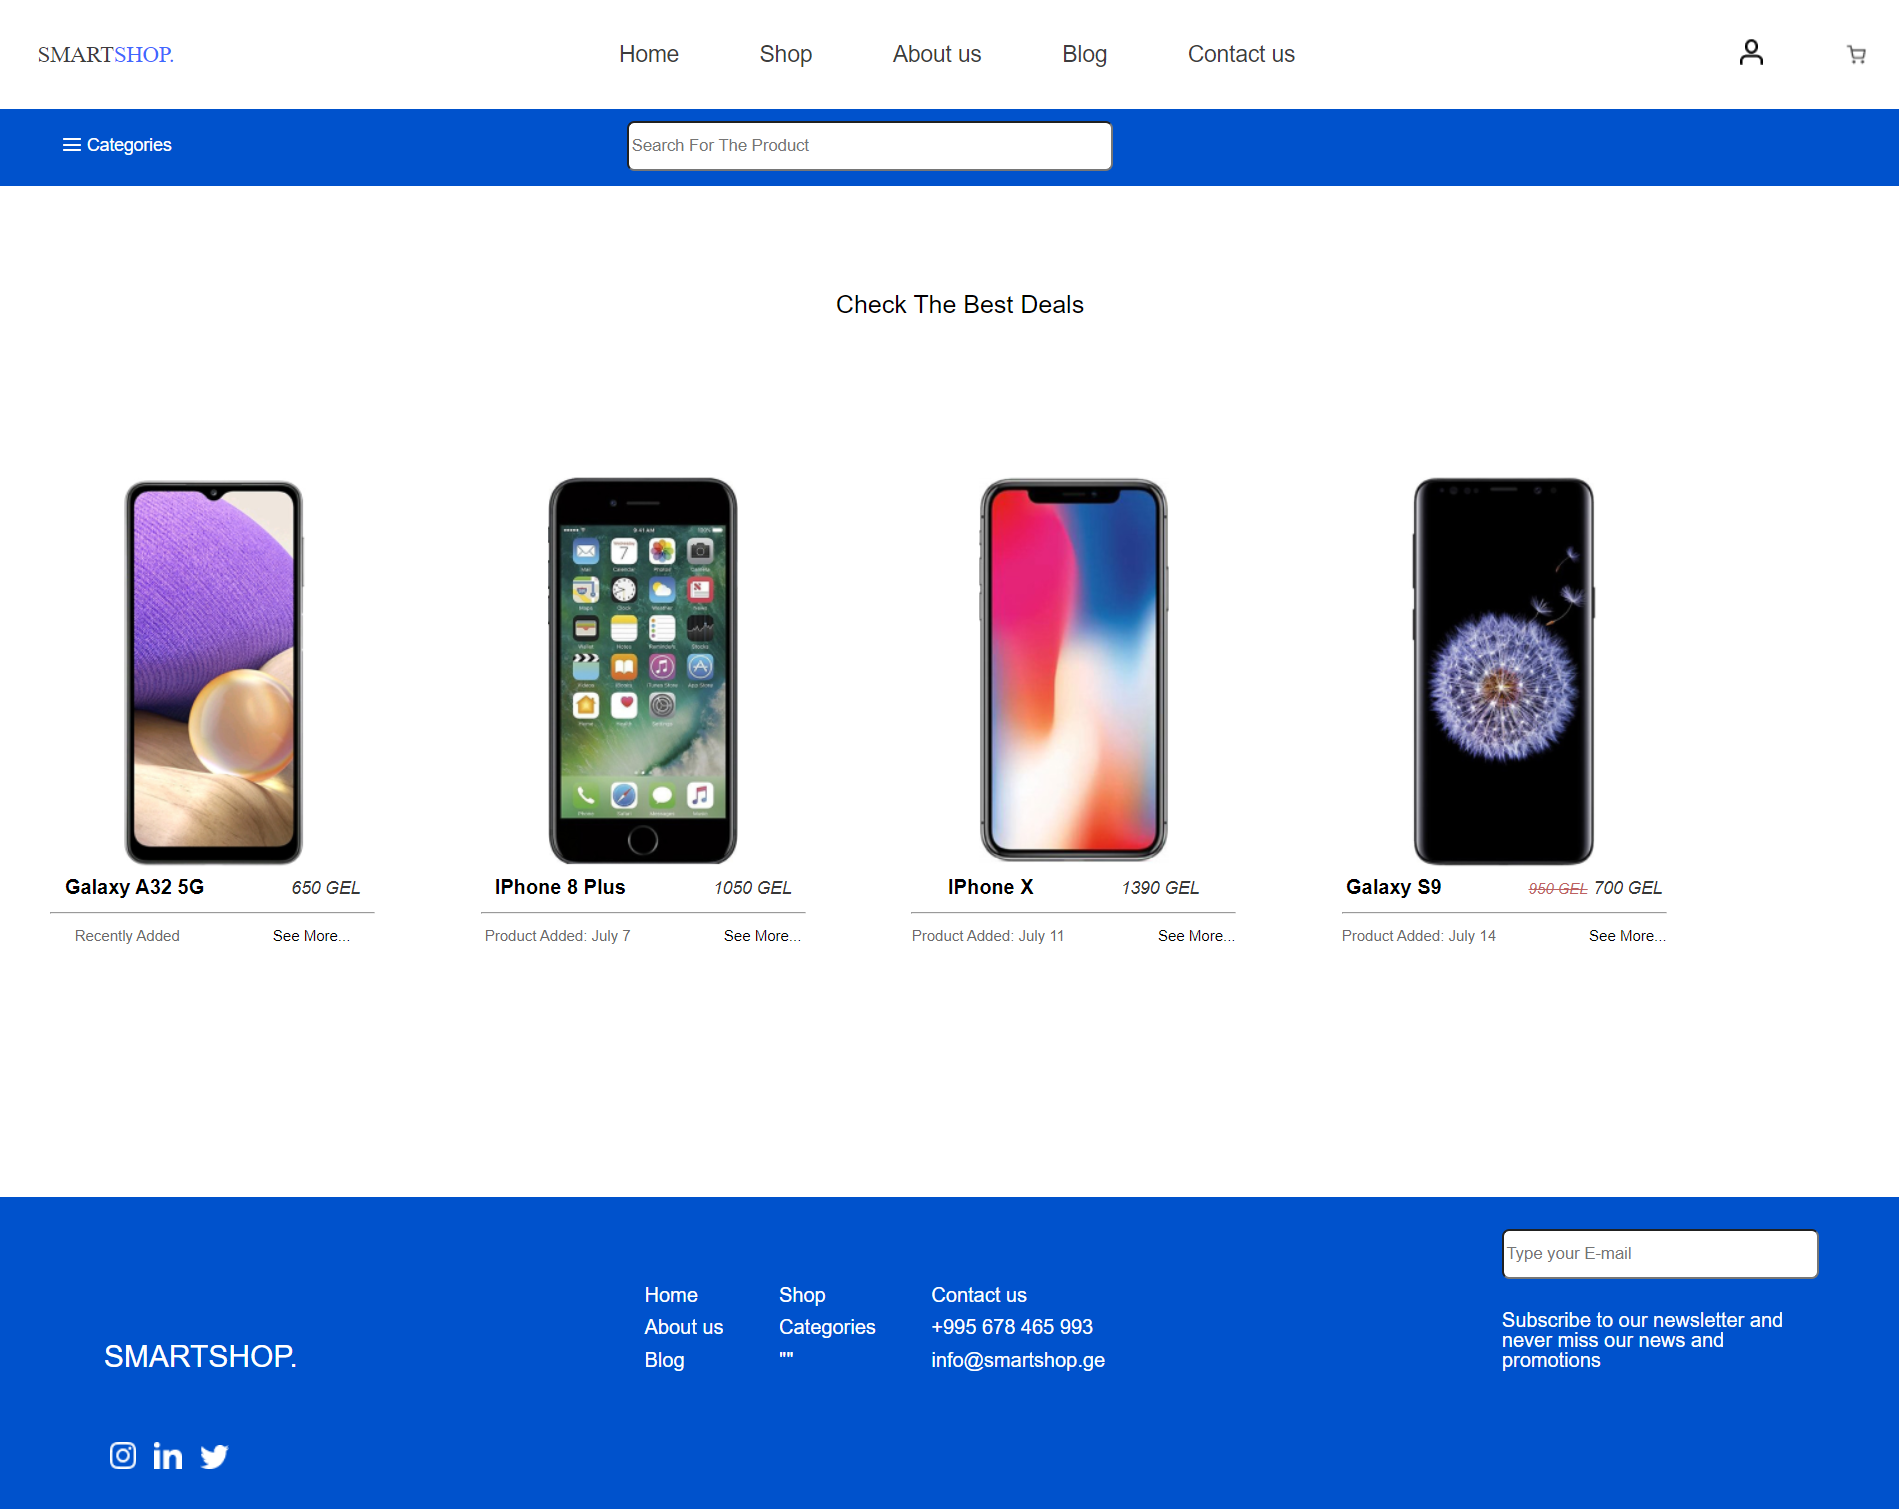 SMARTSHOP.
Home Shop About us Blog Contact us
Categories
Search For The Product
Check The Best Deals
Galaxy A32 5G 650 GEL
Recently Added See More...
IPhone 8 Plus 1050 GEL
Product Added: July 7 See More...
IPhone X 1390 GEL
Product Added: July 11 See More...
Galaxy S9 950 GEL 700 GEL
Product Added: July 14 See More...
SMARTSHOP.
Home
About us
Blog
Shop
Categories
""
Contact us
+995 678 465 993
info@smartshop.ge
Type your E-mail
Subscribe to our newsletter and
never miss our news and
promotions